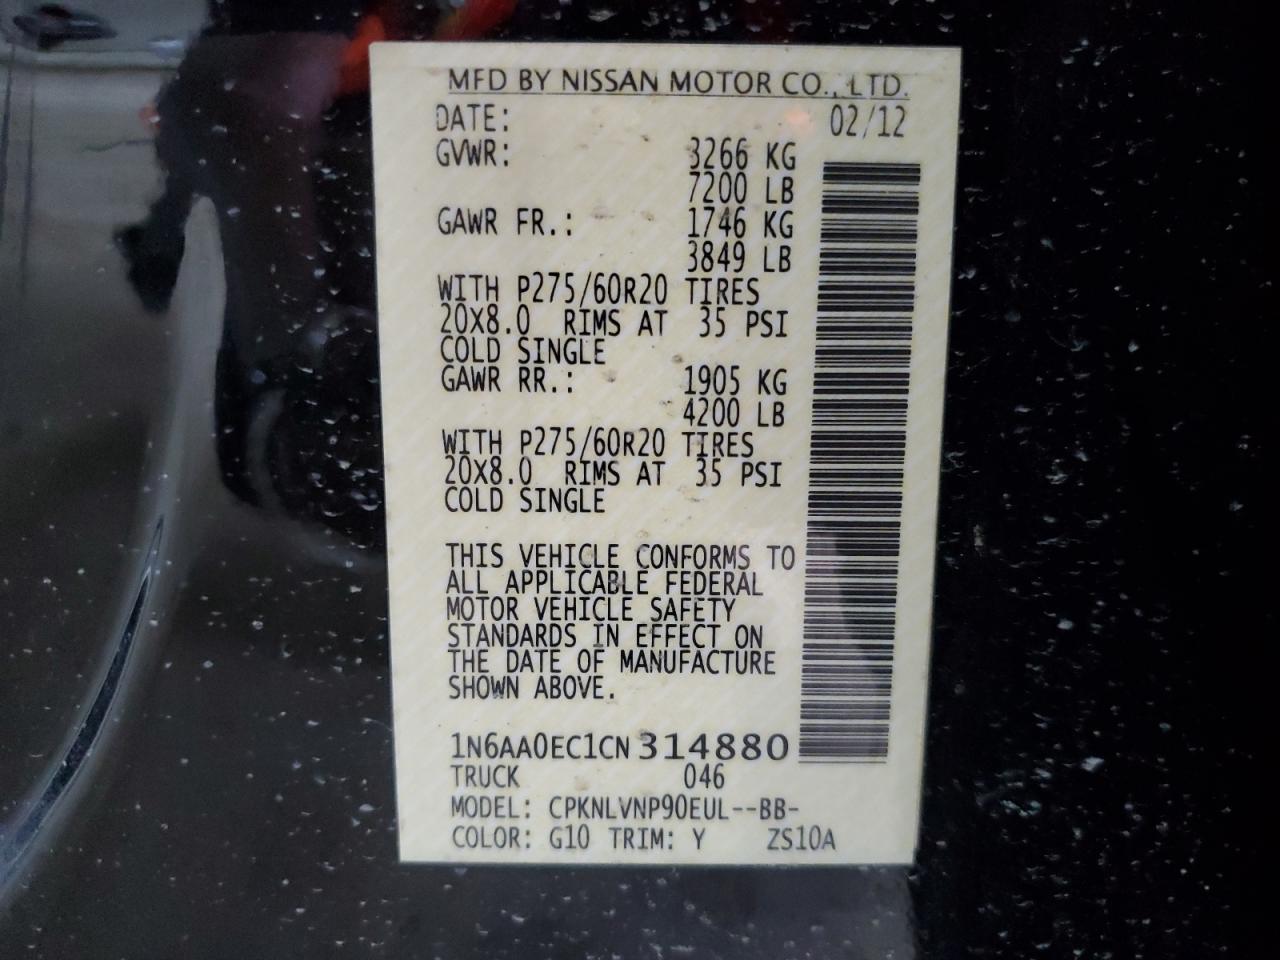 MFD BY NISSAN MOTOR CO., LTD.
DATE: 02/12
GVWR: 3266 KG
7200 LB
GAWR FR.: 1746 KG
3849 LB
WITH P275/60R20 TIRES
20X8.0 RIMS AT 35 PSI
COLD SINGLE
GAWR RR.: 1905 KG
4200 LB
WITH P275/60R20 TIRES
20X8.0 RIMS AT 35 PSI
COLD SINGLE
THIS VEHICLE CONFORMS TO
ALL APPLICABLE FEDERAL
MOTOR VEHICLE SAFETY
STANDARDS IN EFFECT ON
THE DATE OF MANUFACTURE
SHOWN ABOVE.
1N6AA0EC1CN314880
TRUCK 046
MODEL: CPKNLVNP90EUL--BB-
COLOR: G10 TRIM: Y ZS10A